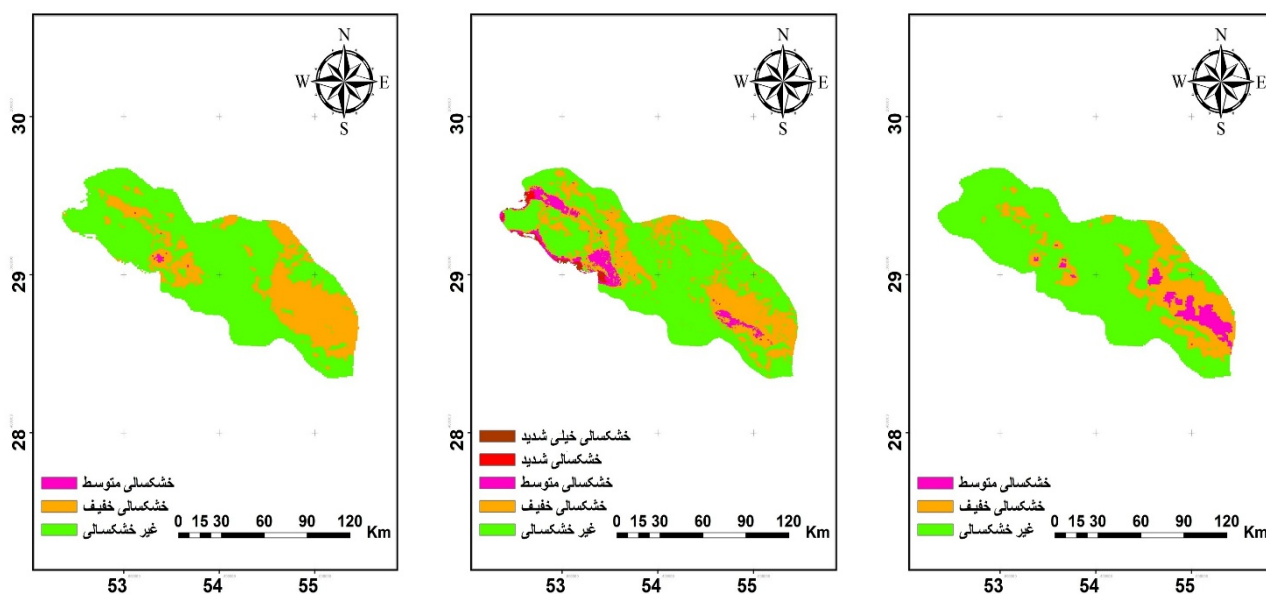 N
W E
S
30
29
28
خشکسالی متوسط
خشکسالی خفیف
غیر خشکسالی
0 15 30 60 90 120
Km
53 54 55
N
W E
S
30
29
28
خشکسالی خیلی شدید
خشکسالی شدید
خشکسالی متوسط
خشکسالی خفیف
غیر خشکسالی
0 15 30 60 90 120
Km
53 54 55
N
W E
S
30
29
28
خشکسالی متوسط
خشکسالی خفیف
غیر خشکسالی
0 15 30 60 90 120
Km
53 54 55